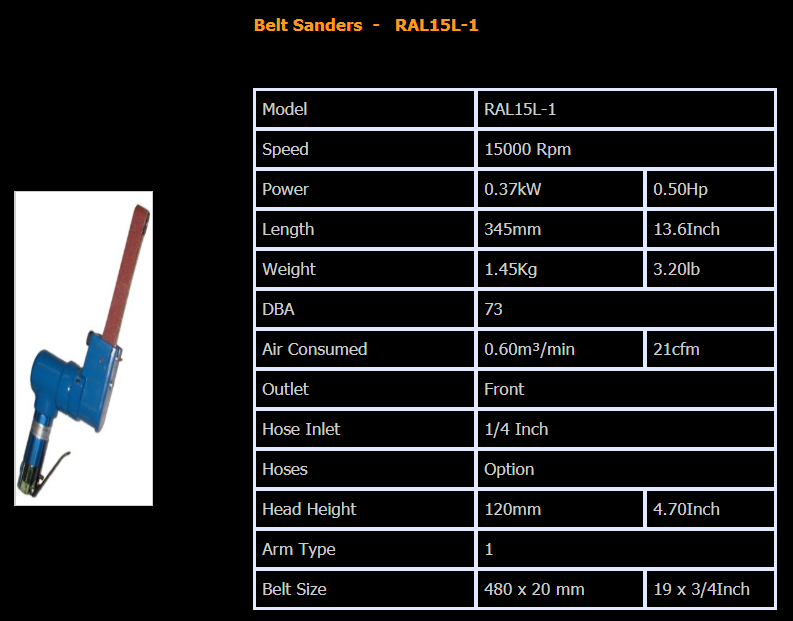 Belt Sanders - RAL15L-1
Model RAL15L-1
Speed 15000 Rpm
Power 0.37kW 0.50Hp
Length 345mm 13.6Inch
Weight 1.45Kg 3.20lb
DBA 73
Air Consumed 0.60m³/min 21cfm
Outlet Front
Hose Inlet 1/4 Inch
Hoses Option
Head Height 120mm 4.70Inch
Arm Type 1
Belt Size 480 x 20 mm 19 x 3/4Inch